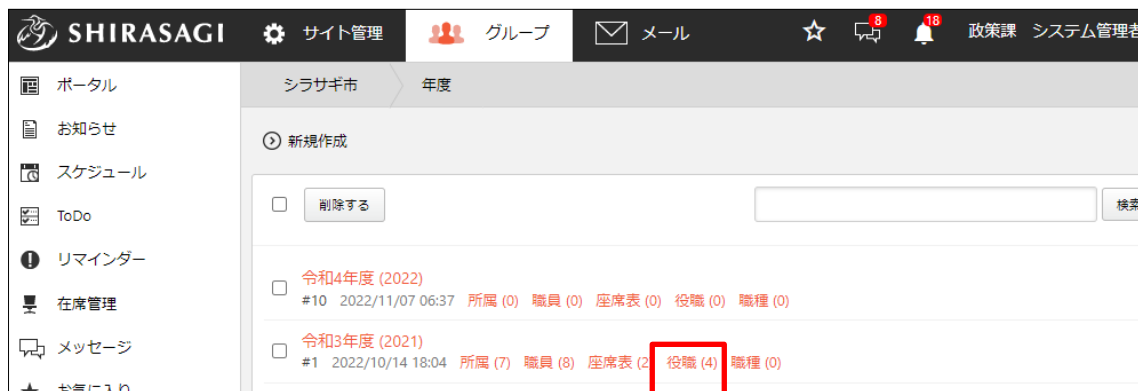 SHIRASAGI サイト管理 グループ メール 8 18 政策課 システム管理者
ポータル
お知らせ
スケジュール
ToDo
リマインダー
在席管理
メッセージ
お気に入り
シラサギ市 年度
新規作成
削除する 検索
令和4年度 (2022)
#10 2022/11/07 06:37 所属 (0) 職員 (0) 座席表 (0) 役職 (0) 職種 (0)
令和3年度 (2021)
#1 2022/10/14 18:04 所属 (7) 職員 (8) 座席表 (2 役職 (4) 職種 (0)